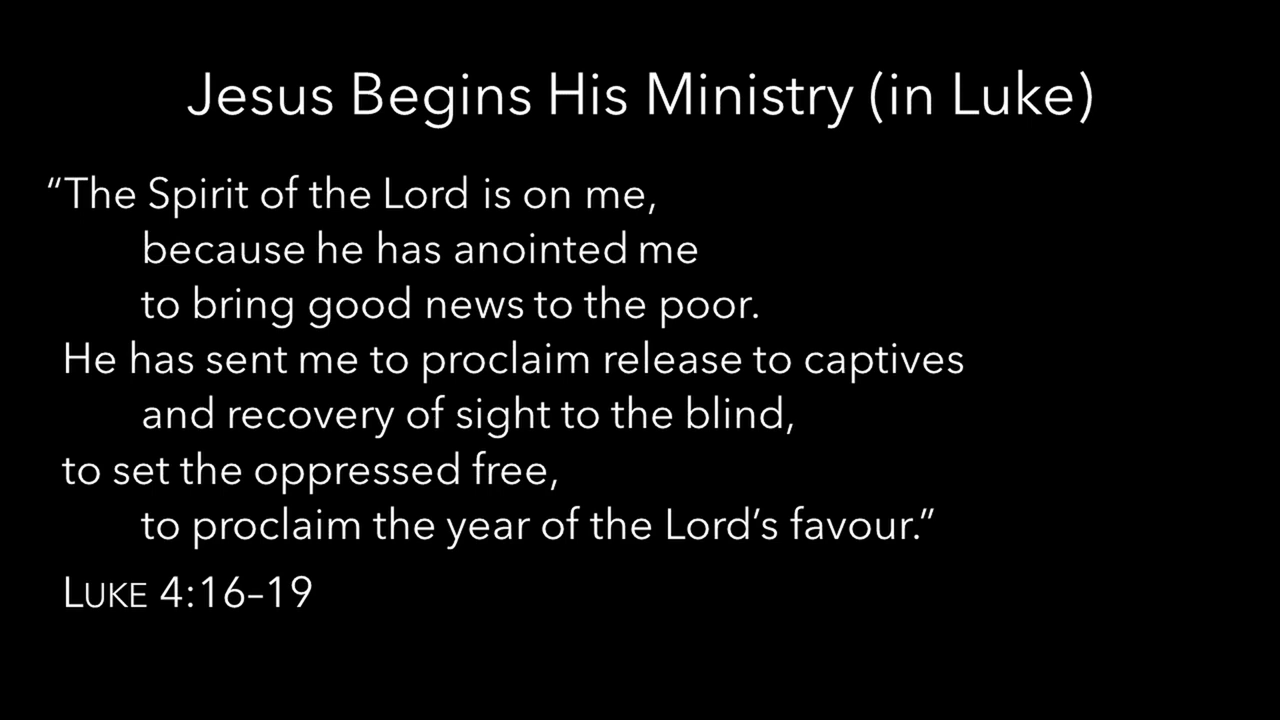 Jesus Begins His Ministry (in Luke)
“The Spirit of the Lord is on me,
because he has anointed me
to bring good news to the poor.
He has sent me to proclaim release to captives
and recovery of sight to the blind,
to set the oppressed free,
to proclaim the year of the Lord’s favour.”
LUKE 4:16–19